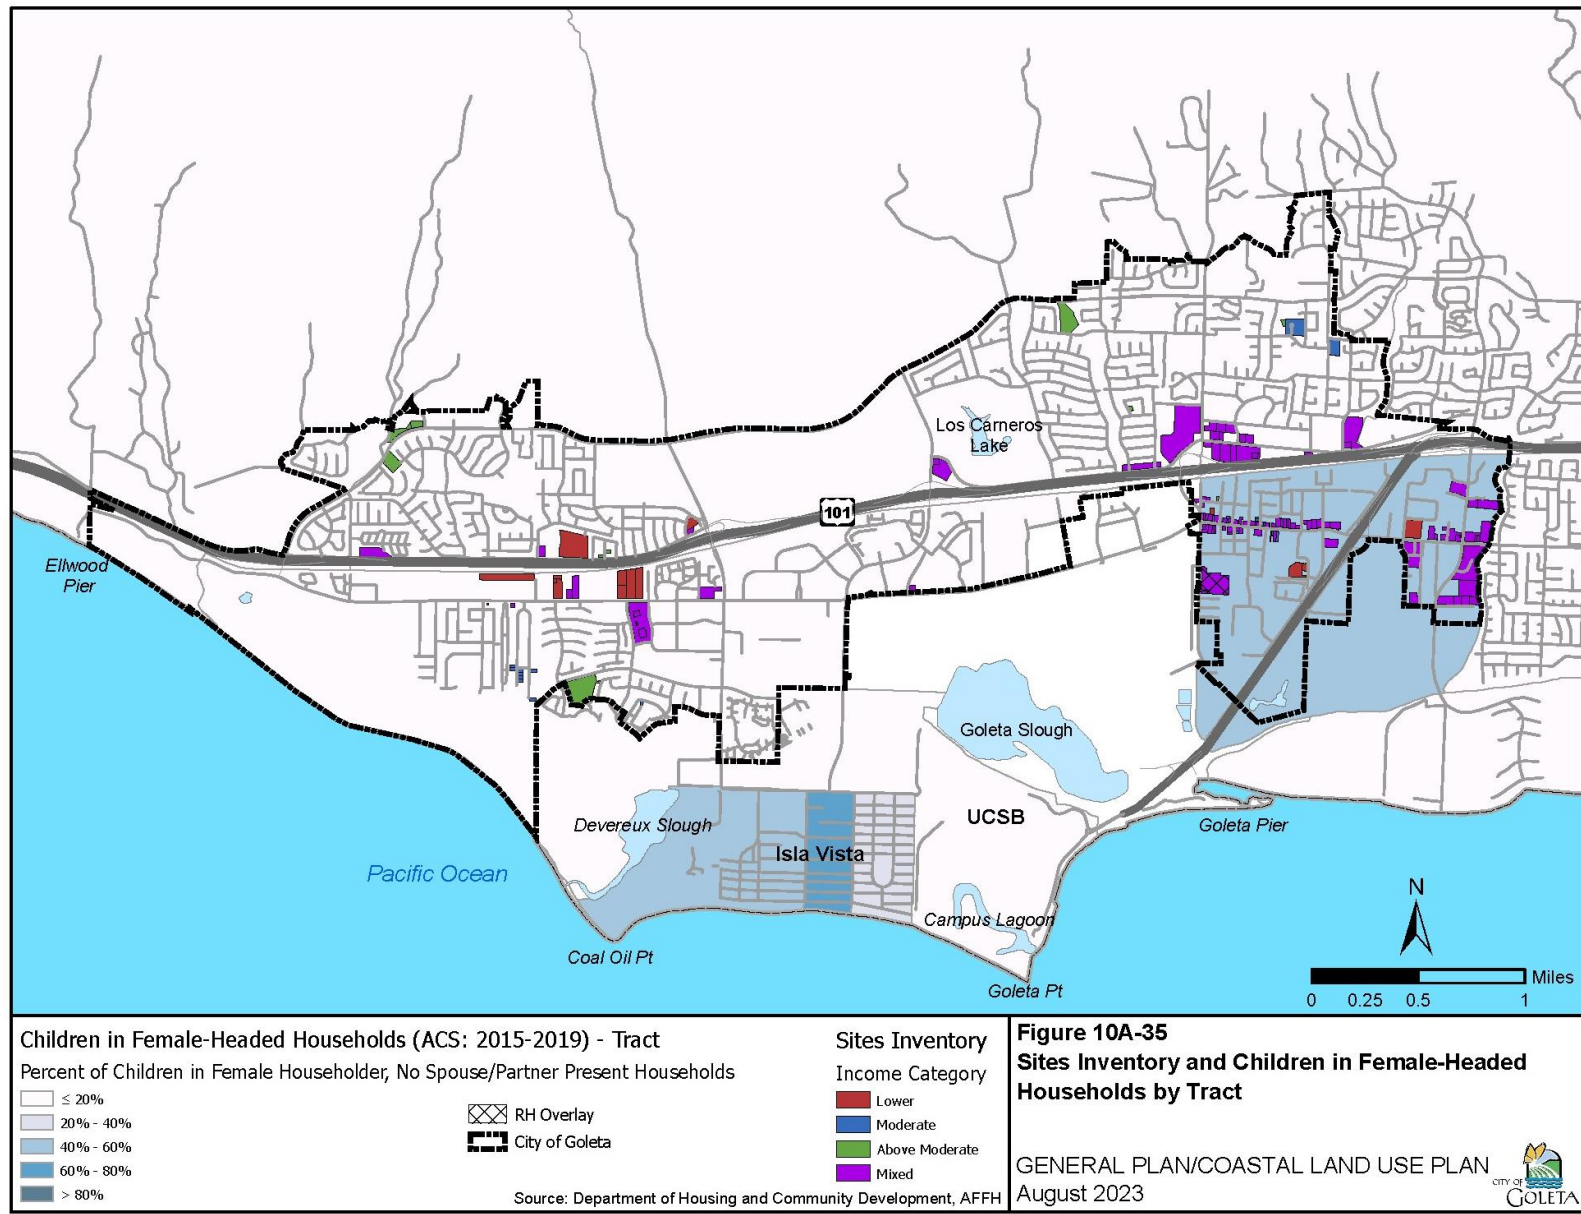 Los Carneros
Lake
101
Ellwood
Pier
Goleta Slough
Devereux Slough
UCSB
Goleta Pier
Isla Vista
Pacific Ocean
Campus Lagoon
N
Coal Oil Pt
Goleta Pt
Miles
0 0.25 0.5 1
Children in Female-Headed Households (ACS: 2015-2019) - Tract
Percent of Children in Female Householder, No Spouse/Partner Present Households
≤ 20%
20% - 40%
40% - 60%
60% - 80%
> 80%
RH Overlay
City of Goleta
Sites Inventory
Income Category
Lower
Moderate
Above Moderate
Mixed
Source: Department of Housing and Community Development, AFFH
Figure 10A-35
Sites Inventory and Children in Female-Headed
Households by Tract
GENERAL PLAN/COASTAL LAND USE PLAN
August 2023
CITY OF
GOLETA